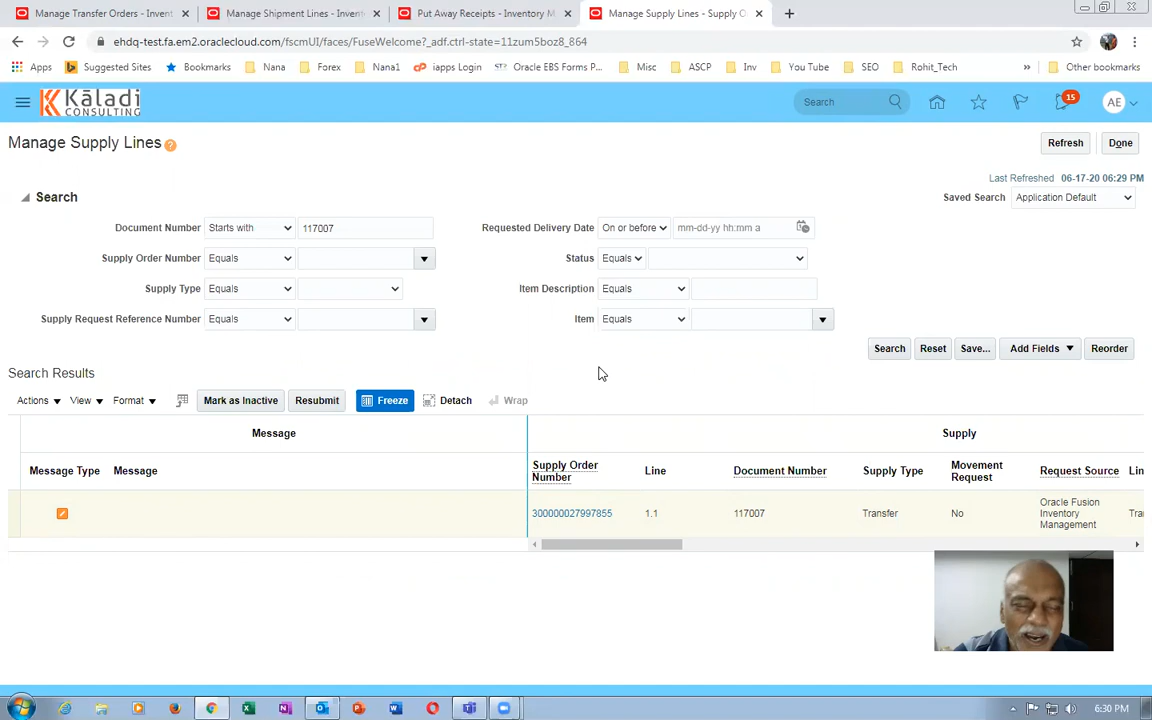 Manage Transfer Orders - Invent
Manage Shipment Lines - Invent
Put Away Receipts - Inventory M
Manage Supply Lines - Supply O
ehdq-test.fa.em2.oraclecloud.com/fscmUI/faces/FuseWelcome?_adf.ctrl-state=11zum5boz8_864
Apps Suggested Sites Bookmarks Nana Forex Nana1 iapps Login Oracle EBS Forms P... Misc ASCP Inv You Tube SEO Rohit_Tech » Other bookmarks
Kāladi
CONSULTING
Search
15
AE
Manage Supply Lines
Refresh Done
Last Refreshed 06-17-20 06:29 PM
Search
Saved Search Application Default
Document Number Starts with 117007
Requested Delivery Date On or before mm-dd-yy hh:mm a
Supply Order Number Equals
Status Equals
Supply Type Equals
Item Description Equals
Supply Request Reference Number Equals
Item Equals
Search Reset Save... Add Fields Reorder
Search Results
Actions View Format Mark as Inactive Resubmit Freeze Detach Wrap
Message Supply
Message Type Message Supply Order Number Line Document Number Supply Type Movement Request Request Source Lin
300000027997855 1.1 117007 Transfer No Oracle Fusion Inventory Management Tra
6:30 PM